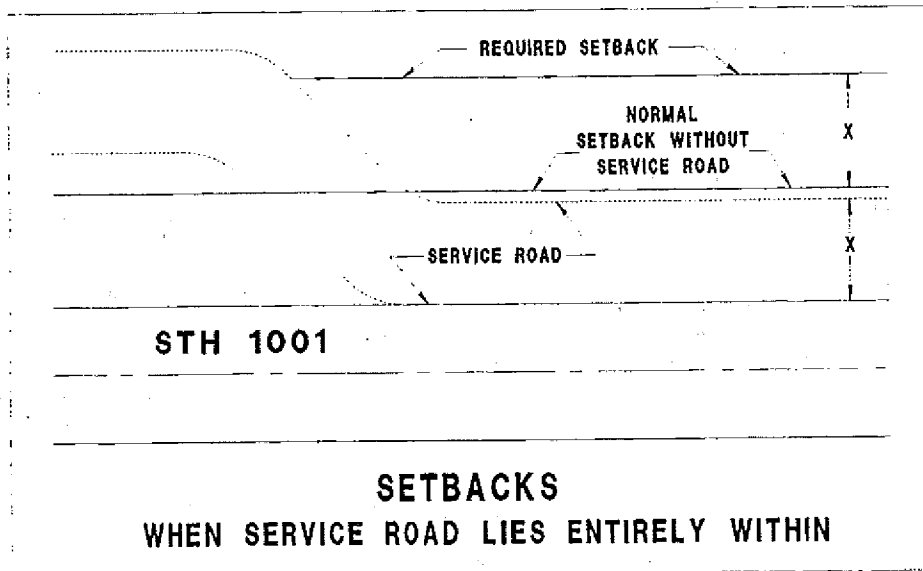 REQUIRED SETBACK
NORMAL
SETBACK WITHOUT
SERVICE ROAD
X
X
SERVICE ROAD
STH 1001
SETBACKS
WHEN SERVICE ROAD LIES ENTIRELY WITHIN